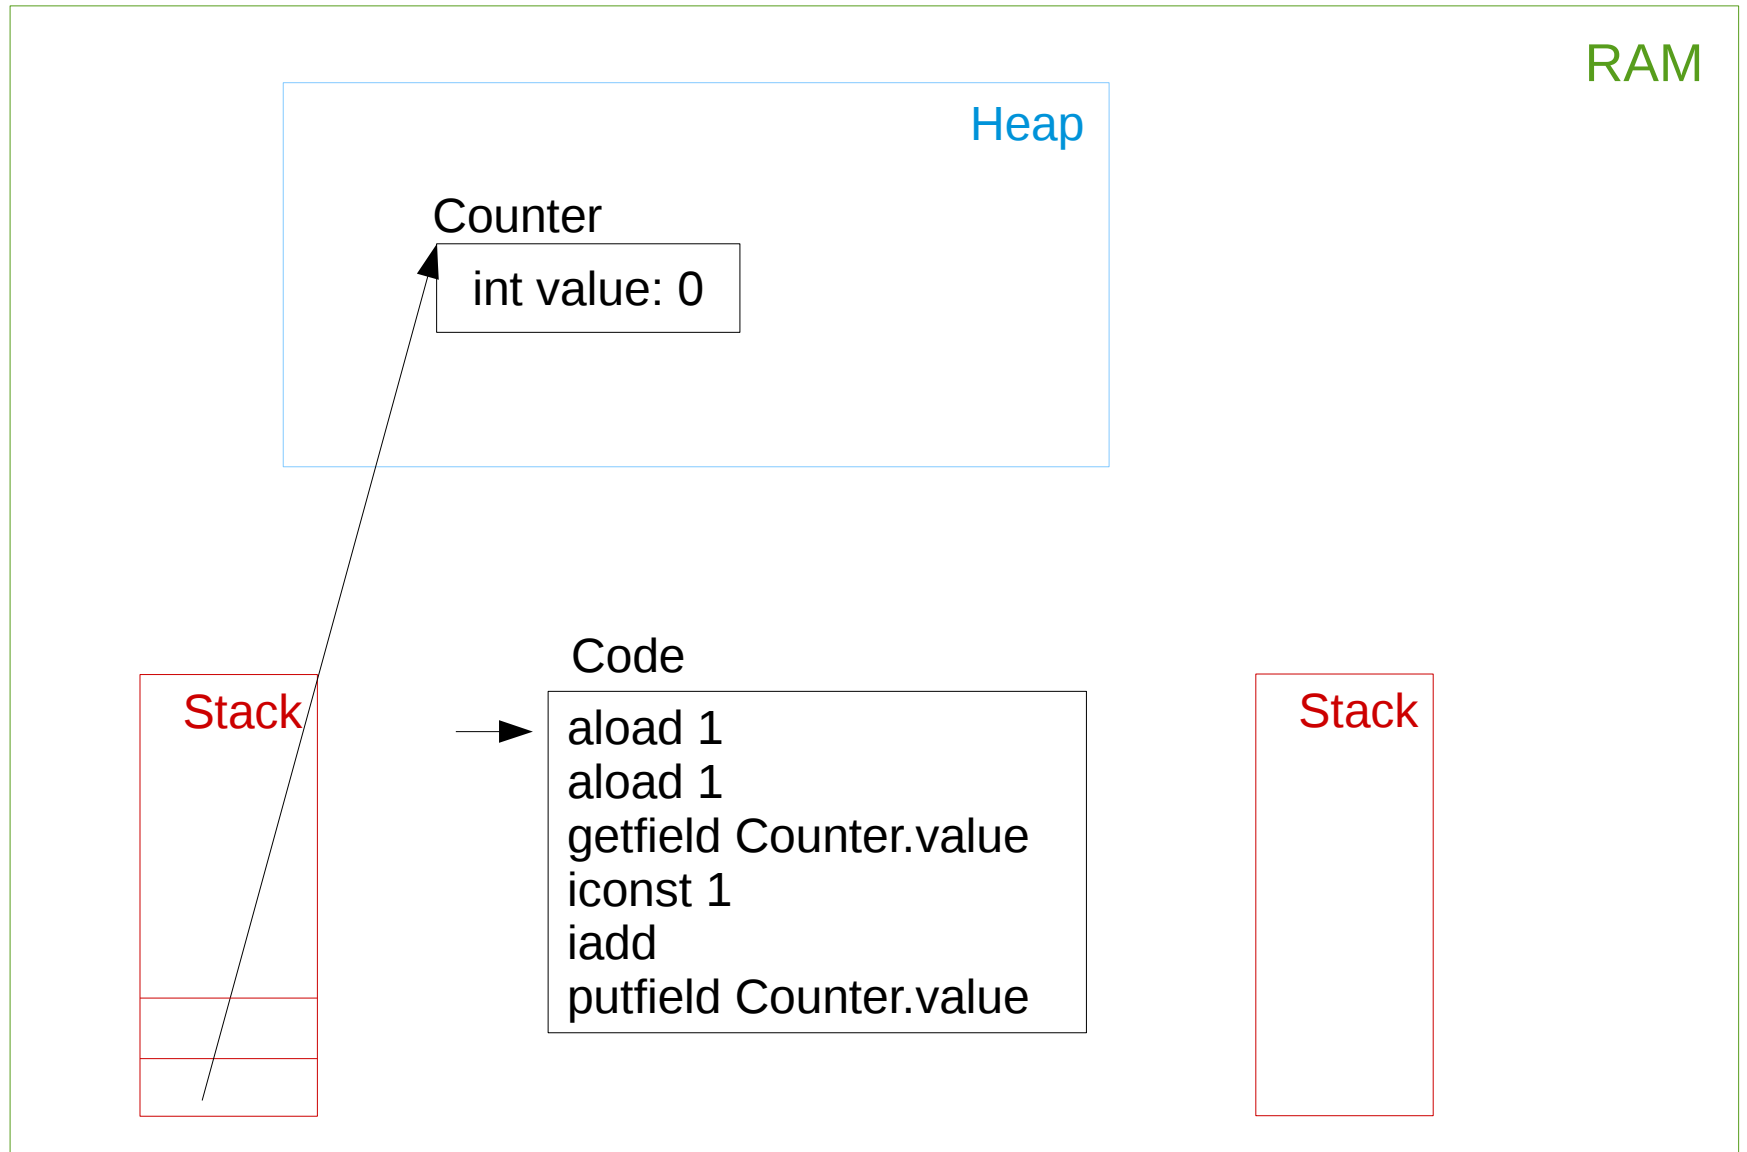 RAM
Heap
Counter
int value: 0
Code
Stack
aload 1
aload 1
getfield Counter.value
iconst 1
iadd
putfield Counter.value
Stack